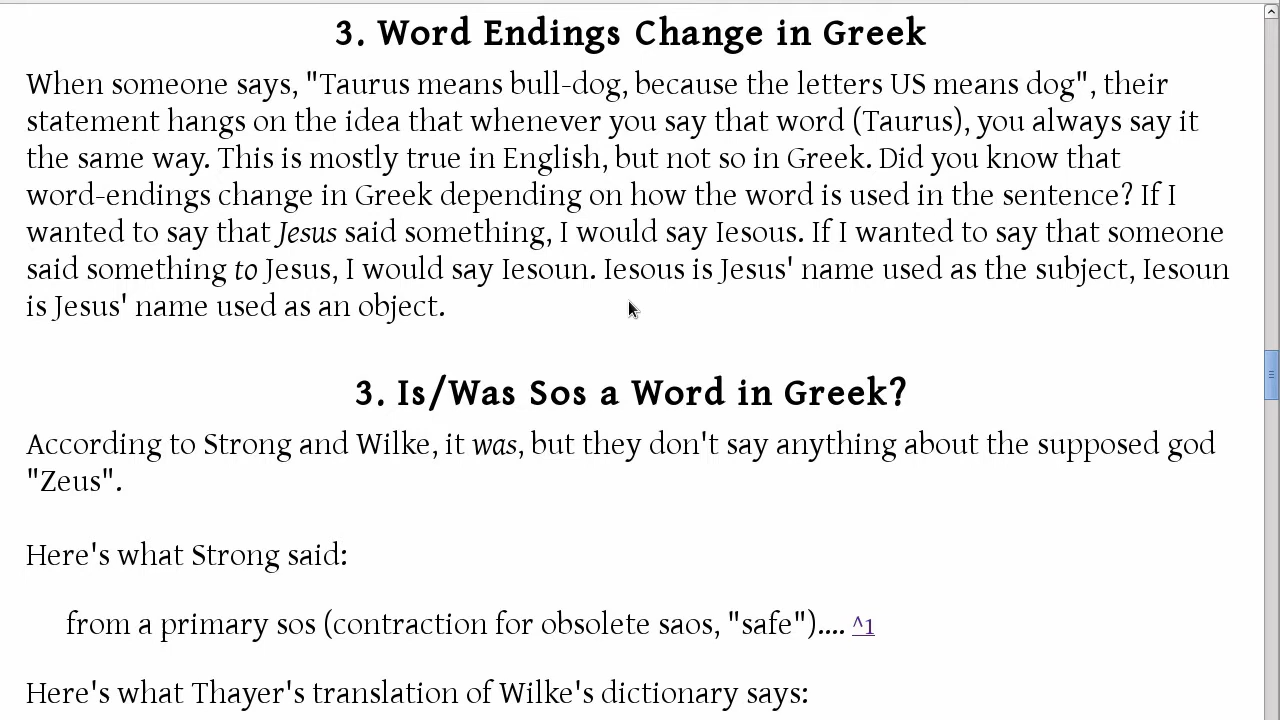 3. Word Endings Change in Greek
When someone says, "Taurus means bull-dog, because the letters US means dog", their
statement hangs on the idea that whenever you say that word (Taurus), you always say it
the same way. This is mostly true in English, but not so in Greek. Did you know that
word-endings change in Greek depending on how the word is used in the sentence? If I
wanted to say that Jesus said something, I would say Iesous. If I wanted to say that someone
said something to Jesus, I would say Iesoun. Iesous is Jesus' name used as the subject, Iesoun
is Jesus' name used as an object.
3. Is/Was Sos a Word in Greek?
According to Strong and Wilke, it was, but they don't say anything about the supposed god
"Zeus".
Here's what Strong said:
from a primary sos (contraction for obsolete saos, "safe").... ^1
Here's what Thayer's translation of Wilke's dictionary says: